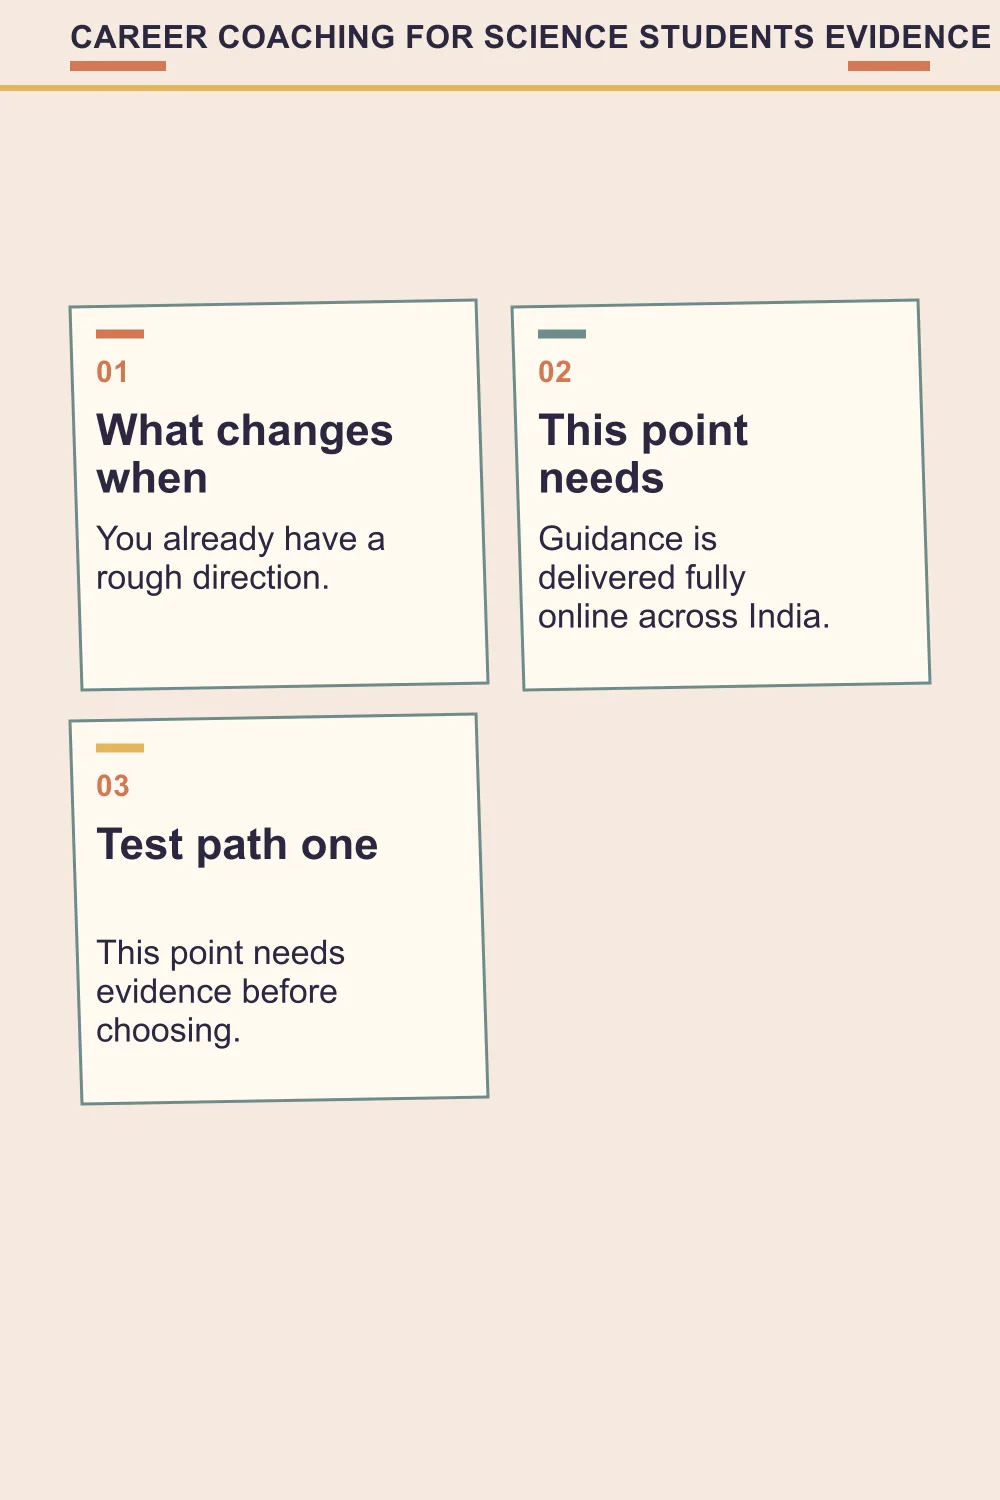 CAREER COACHING FOR SCIENCE STUDENTS EVIDENCE
01
What changes
when
You already have a
rough direction.
02
This point
needs
Guidance is
delivered fully
online across India.
03
Test path one
This point needs
evidence before
choosing.